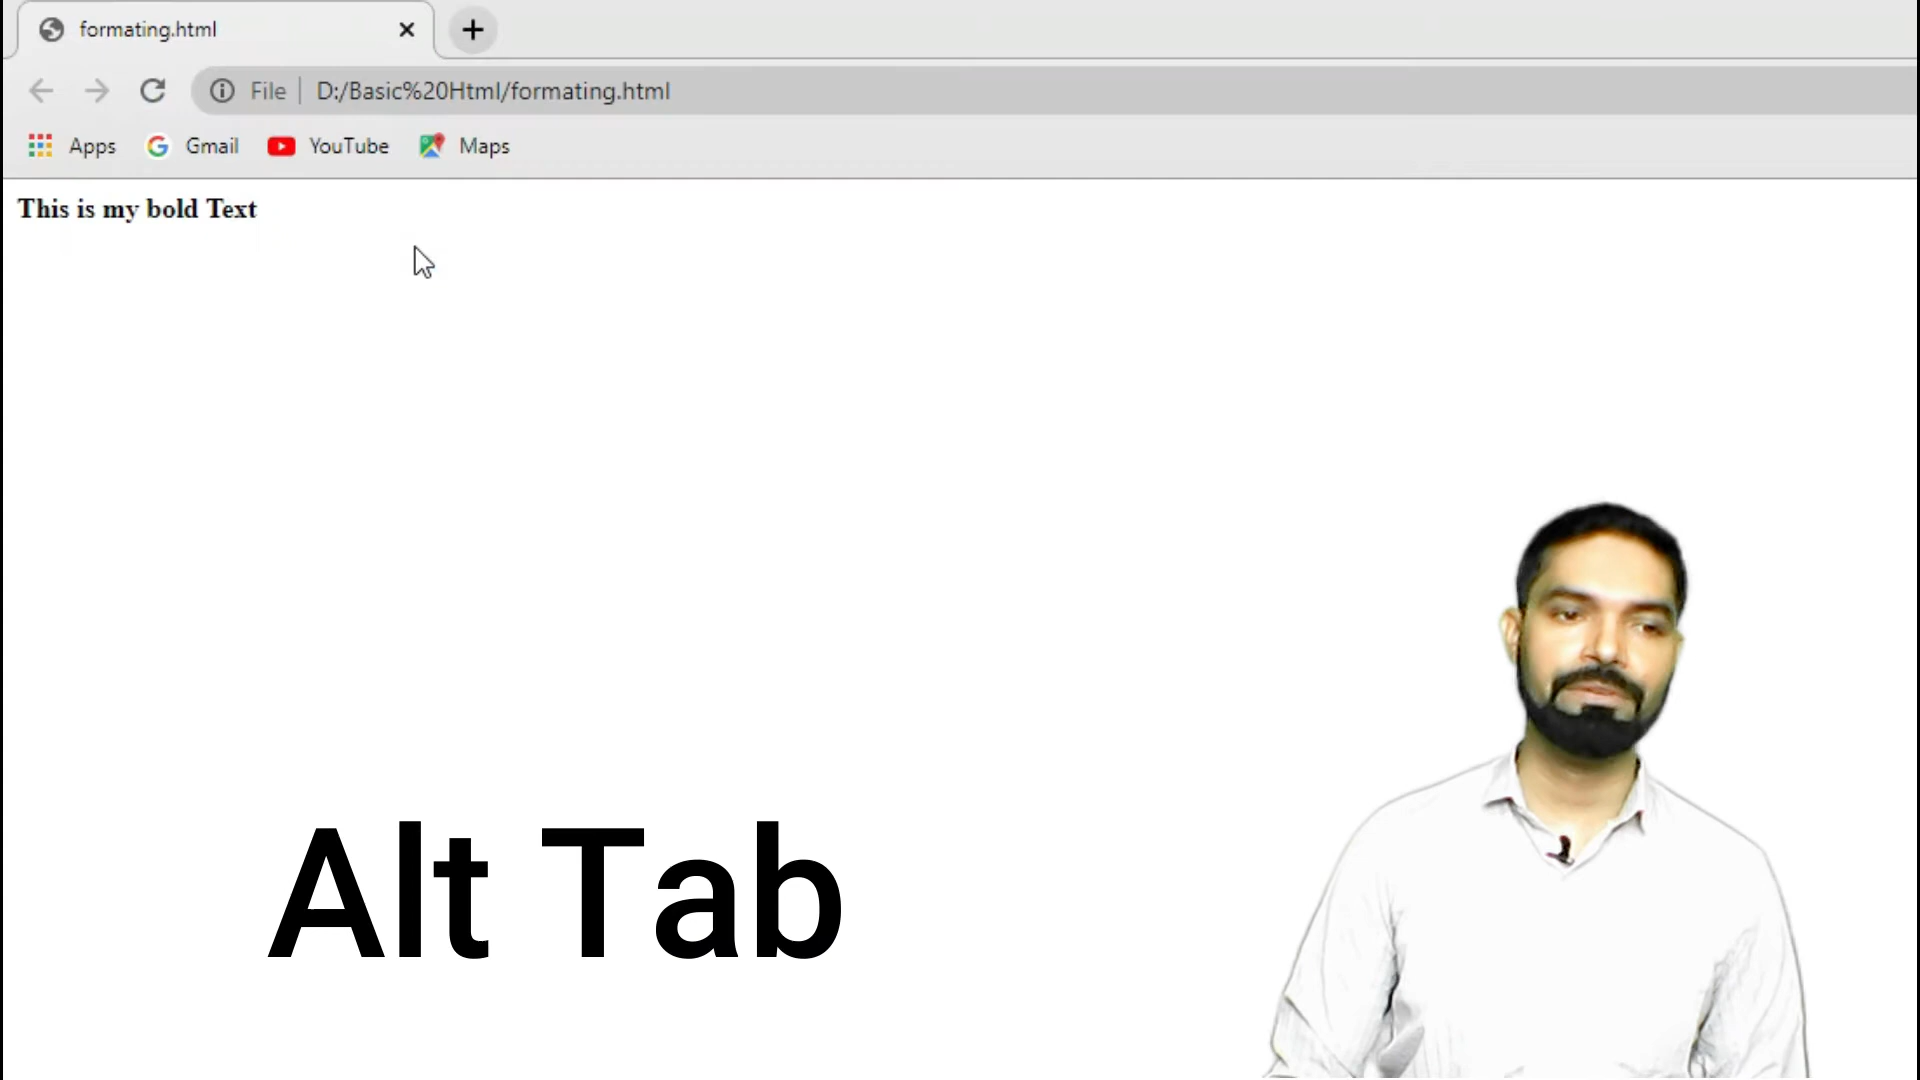 formating.html
File D:/Basic%20Html/formating.html
Apps Gmail YouTube Maps
This is my bold Text
Alt Tab